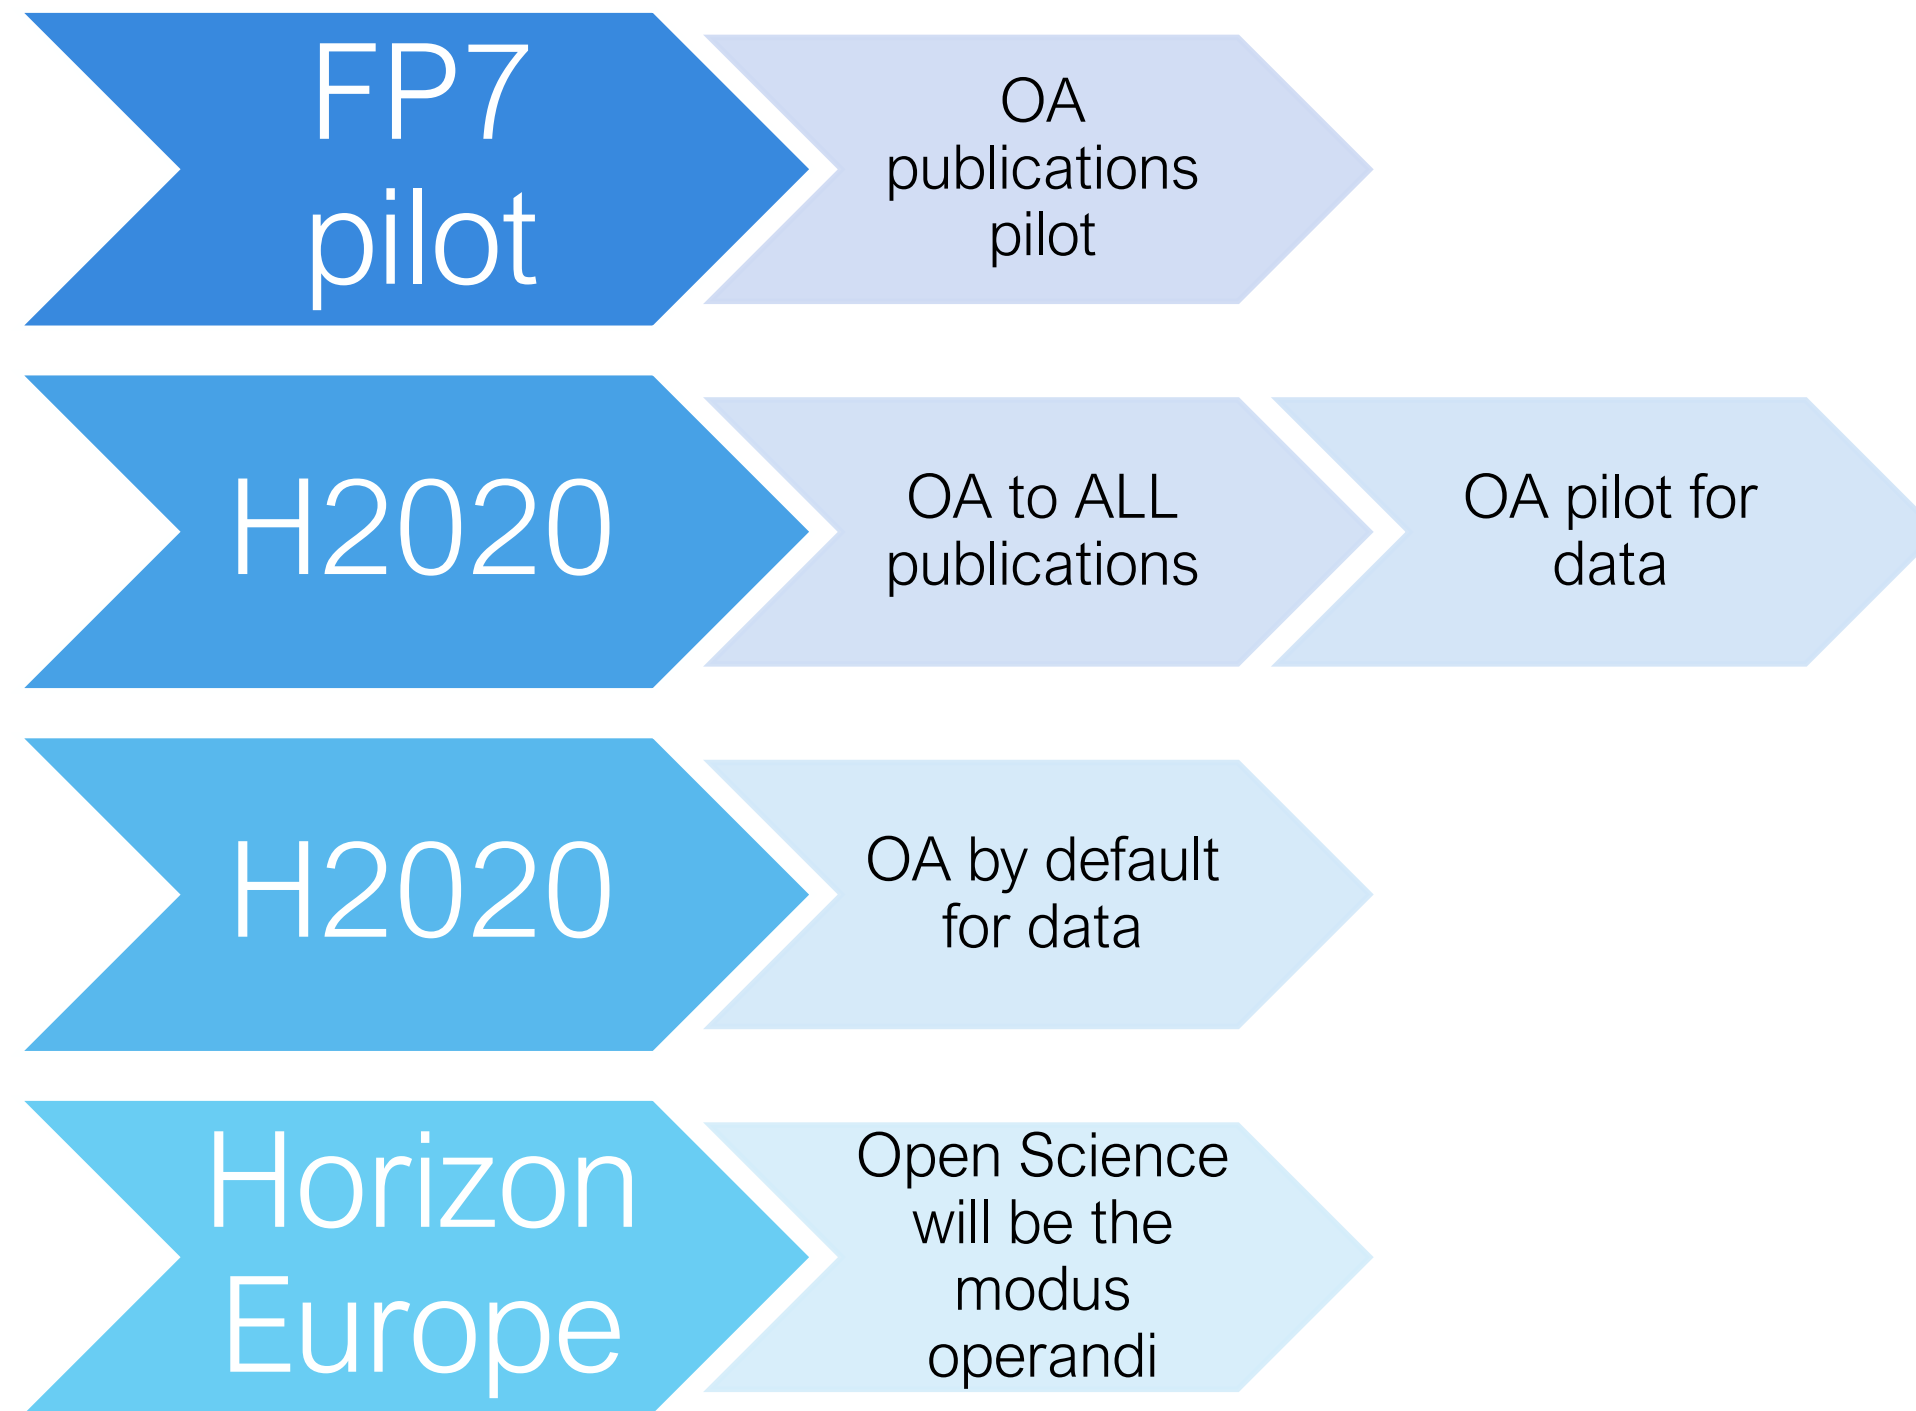 FP7
pilot
OA
publications
pilot
H2020
OA to ALL
publications
OA pilot for
data
H2020
OA by default
for data
Horizon
Europe
Open Science
will be the
modus
operandi